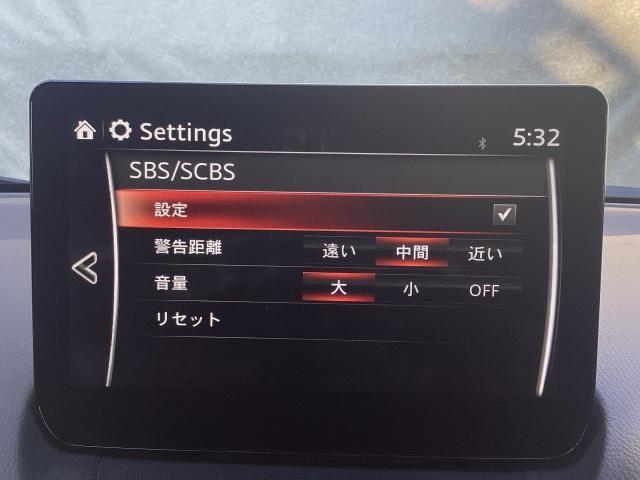 Settings 5:32
SBS/SCBS
設定
警告距離 遠い 中間 近い
音量 大 小 OFF
リセット